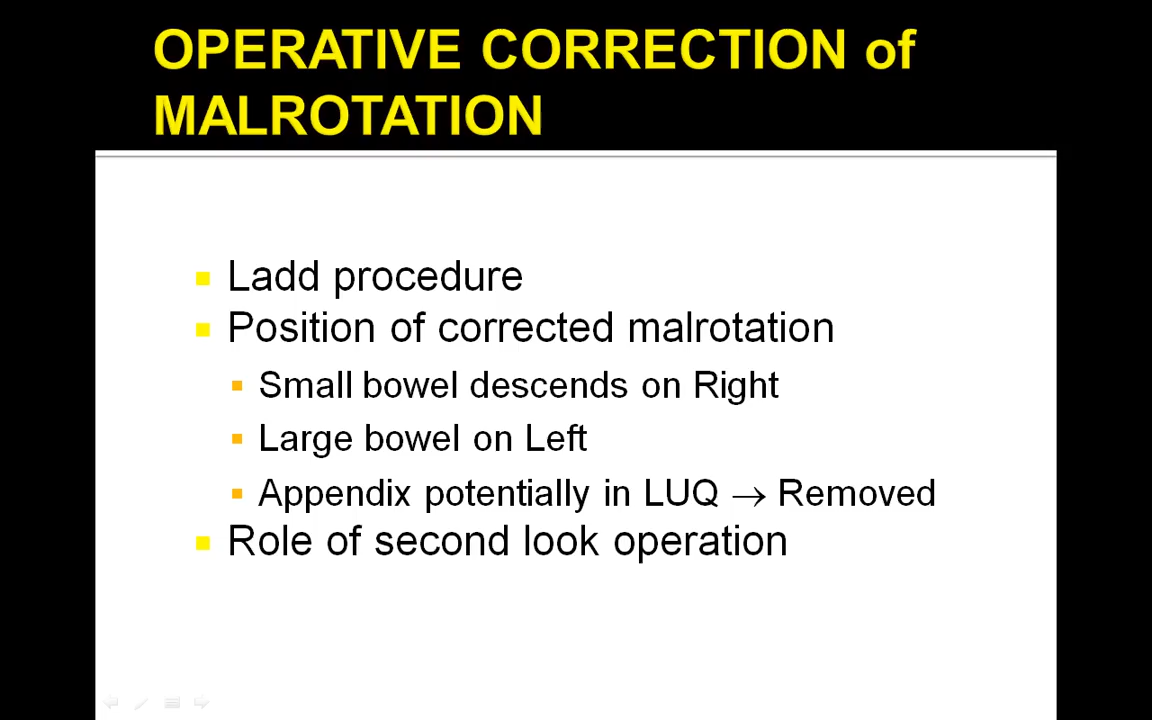 OPERATIVE CORRECTION of
MALROTATION
Ladd procedure
Position of corrected malrotation
Small bowel descends on Right
Large bowel on Left
Appendix potentially in LUQ → Removed
Role of second look operation